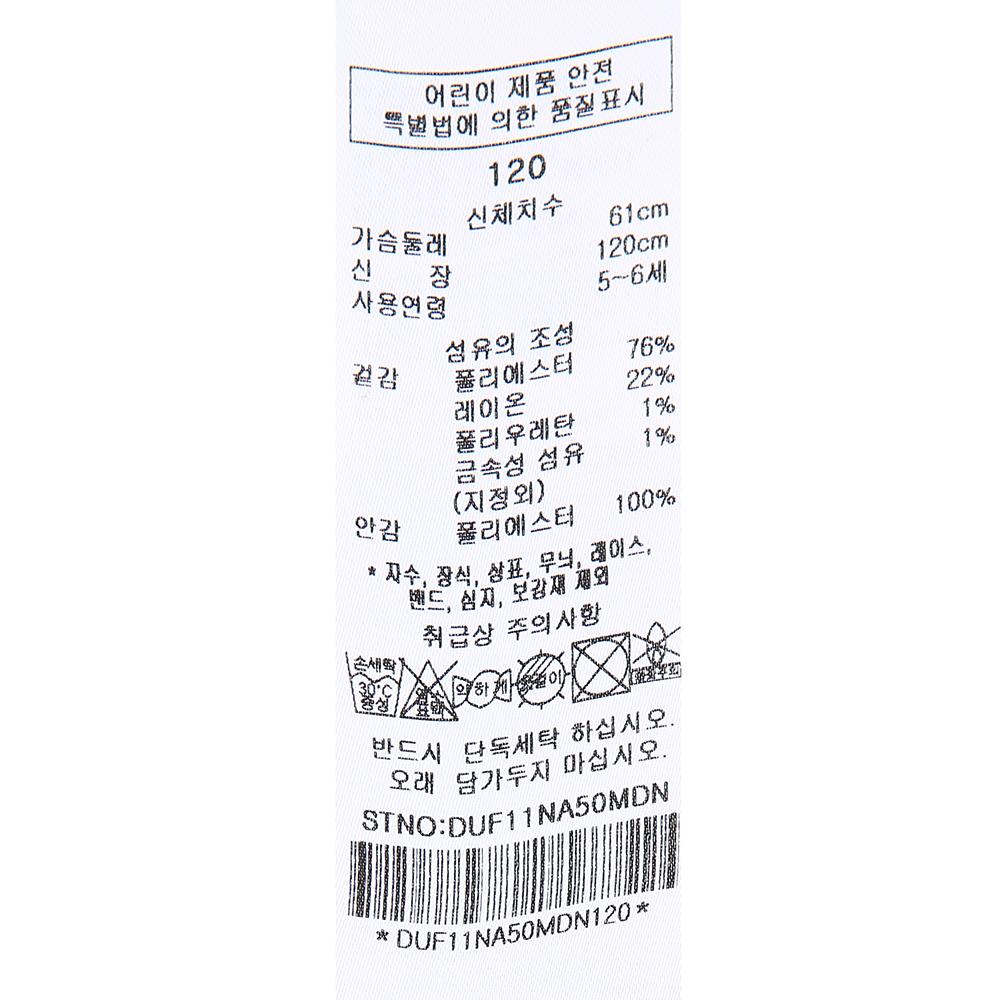 어린이 제품 안전
특별법에 의한 품질표시
120
신체치수
가슴둘레 61cm
신 장 120cm
사용연령 5~6세
섬유의 조성
겉감 폴리에스터 76%
레이온 22%
폴리우레탄 1%
금속성 섬유 1%
(지정외)
안감 폴리에스터 100%
* 자수, 장식, 상표, 무늬, 레이스,
밴드, 심지, 보강재 제외
취급상 주의사항
손세탁
30°C
중성
염소
표백
약하게
반드시 단독세탁 하십시오.
오래 담가두지 마십시오.
STNO:DUF11NA50MDN
*DUF11NA50MDN120*